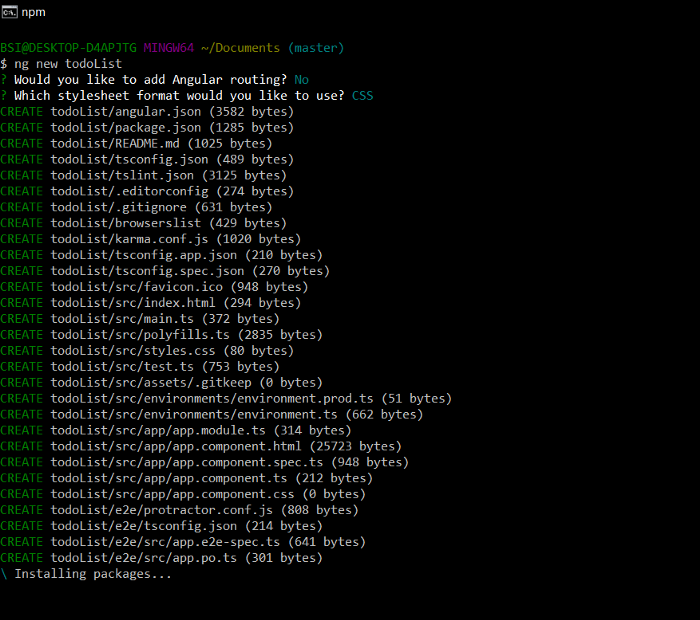 C:\. npm
BSI@DESKTOP-D4APJTG MINGW64 ~/Documents (master)
$ ng new todoList
? Would you like to add Angular routing? No
? Which stylesheet format would you like to use? CSS
CREATE todoList/angular.json (3582 bytes)
CREATE todoList/package.json (1285 bytes)
CREATE todoList/README.md (1025 bytes)
CREATE todoList/tsconfig.json (489 bytes)
CREATE todoList/tslint.json (3125 bytes)
CREATE todoList/.editorconfig (274 bytes)
CREATE todoList/.gitignore (631 bytes)
CREATE todoList/browserslist (429 bytes)
CREATE todoList/karma.conf.js (1020 bytes)
CREATE todoList/tsconfig.app.json (210 bytes)
CREATE todoList/tsconfig.spec.json (270 bytes)
CREATE todoList/src/favicon.ico (948 bytes)
CREATE todoList/src/index.html (294 bytes)
CREATE todoList/src/main.ts (372 bytes)
CREATE todoList/src/polyfills.ts (2835 bytes)
CREATE todoList/src/styles.css (80 bytes)
CREATE todoList/src/test.ts (753 bytes)
CREATE todoList/src/assets/.gitkeep (0 bytes)
CREATE todoList/src/environments/environment.prod.ts (51 bytes)
CREATE todoList/src/environments/environment.ts (662 bytes)
CREATE todoList/src/app/app.module.ts (314 bytes)
CREATE todoList/src/app/app.component.html (25723 bytes)
CREATE todoList/src/app/app.component.spec.ts (948 bytes)
CREATE todoList/src/app/app.component.ts (212 bytes)
CREATE todoList/src/app/app.component.css (0 bytes)
CREATE todoList/e2e/protractor.conf.js (808 bytes)
CREATE todoList/e2e/tsconfig.json (214 bytes)
CREATE todoList/e2e/src/app.e2e-spec.ts (641 bytes)
CREATE todoList/e2e/src/app.po.ts (301 bytes)
\ Installing packages...